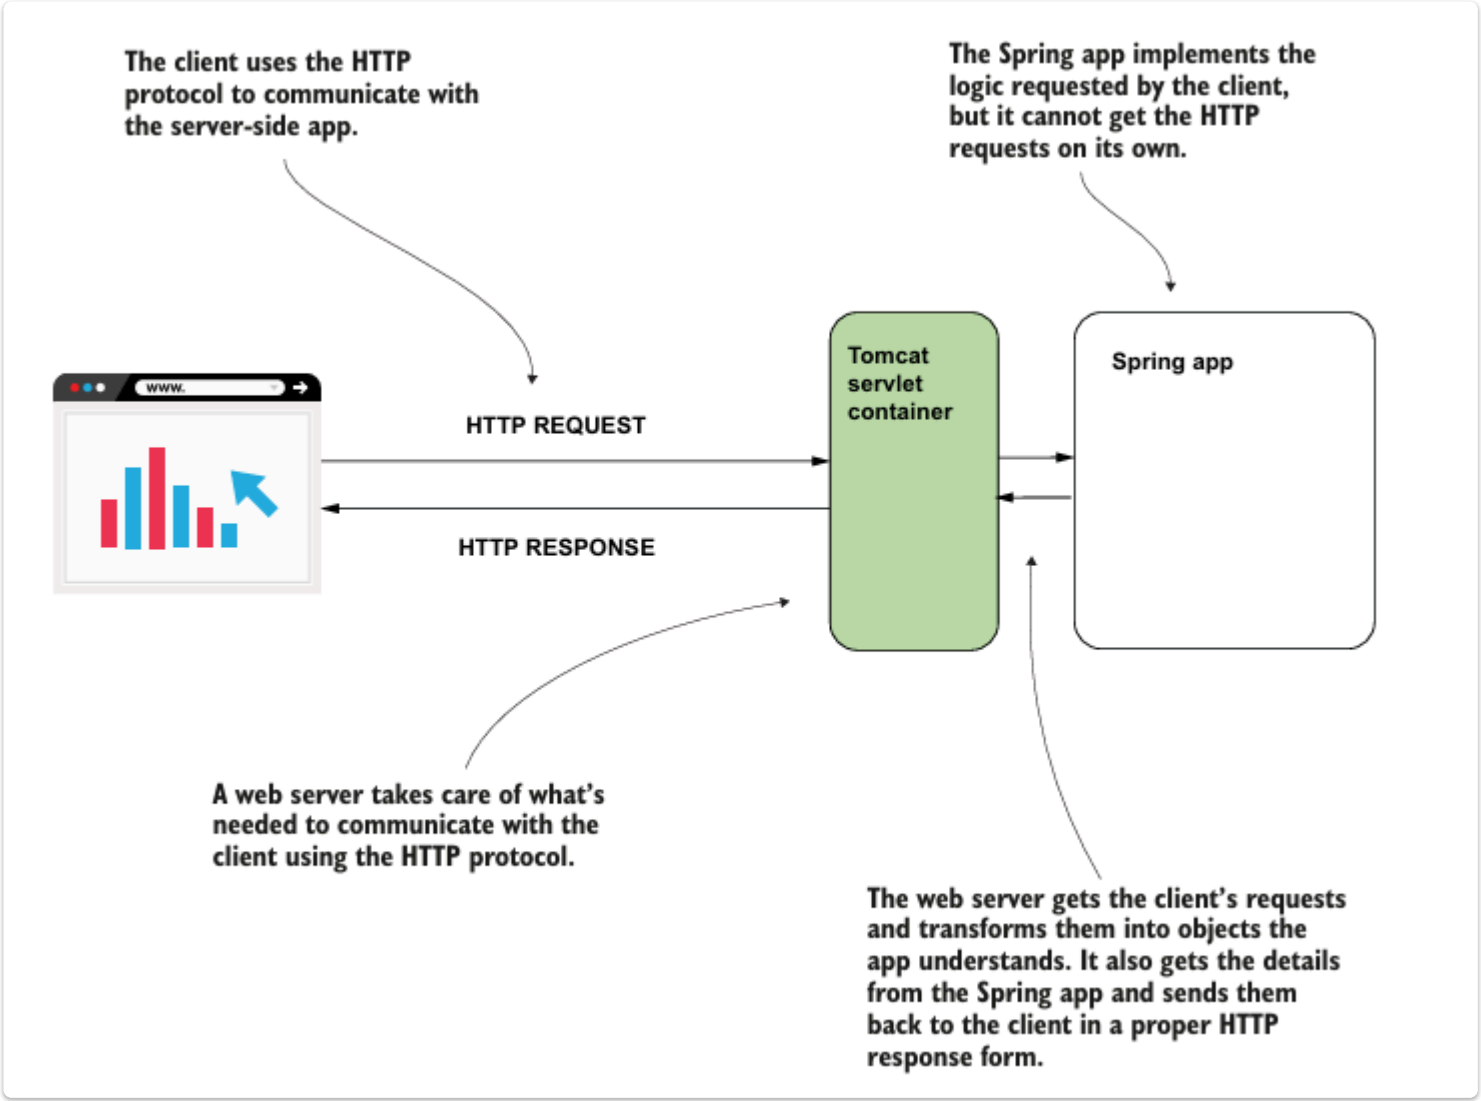 The client uses the HTTP
protocol to communicate with
the server-side app.
The Spring app implements the
logic requested by the client,
but it cannot get the HTTP
requests on its own.
www.
HTTP REQUEST
HTTP RESPONSE
Tomcat
servlet
container
Spring app
A web server takes care of what's
needed to communicate with the
client using the HTTP protocol.
The web server gets the client's requests
and transforms them into objects the
app understands. It also gets the details
from the Spring app and sends them
back to the client in a proper HTTP
response form.